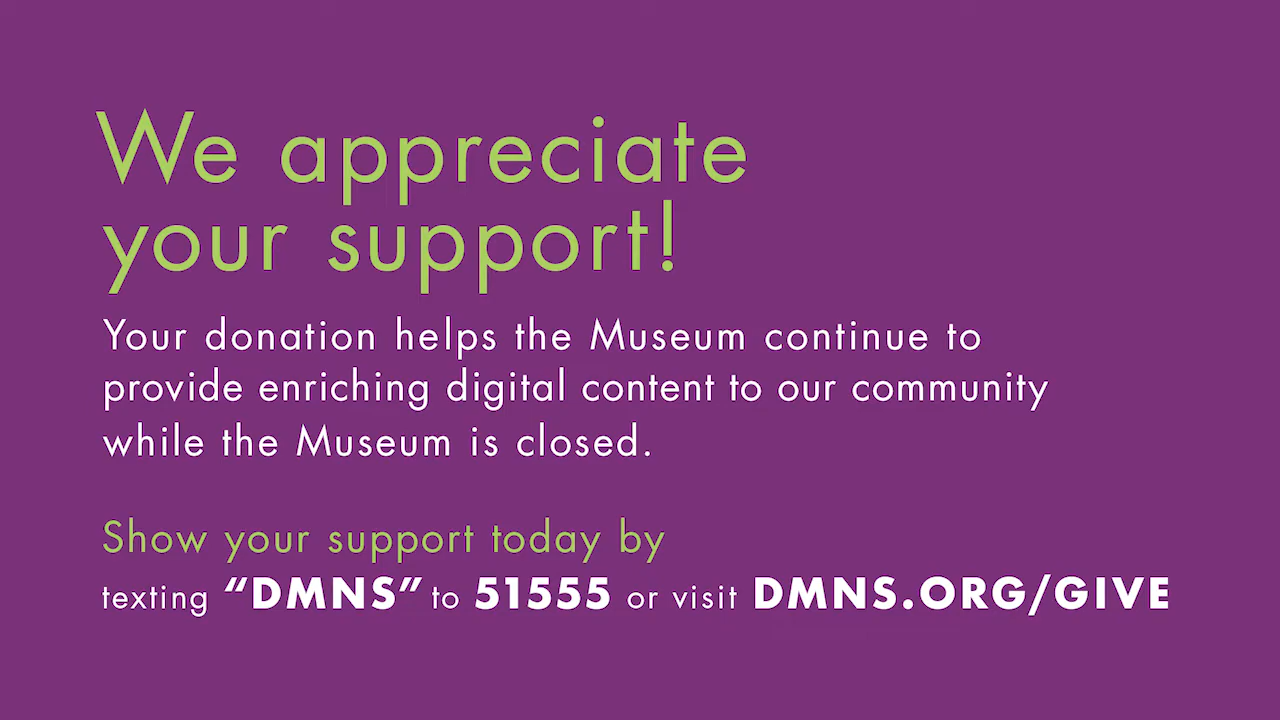 We appreciate
your support!
Your donation helps the Museum continue to
provide enriching digital content to our community
while the Museum is closed.
Show your support today by
texting “DMNS” to 51555 or visit DMNS.ORG/GIVE